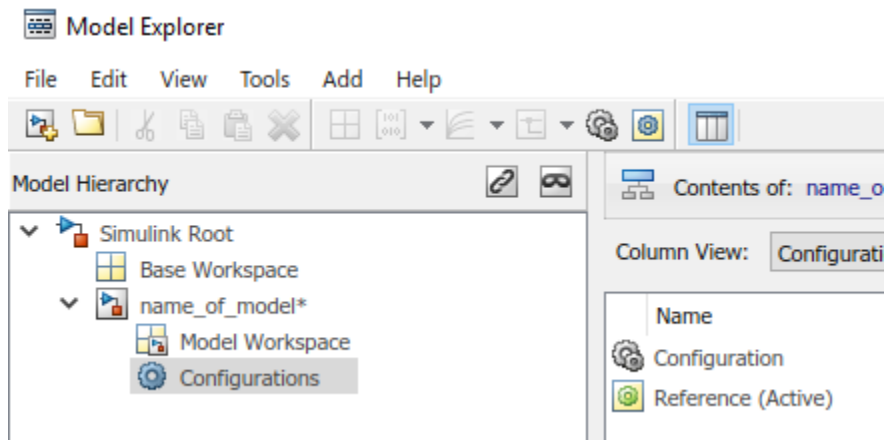 Model Explorer
File Edit View Tools Add Help
Model Hierarchy
Contents of: name_o
Simulink Root
Column View: Configurati
Base Workspace
name_of_model*
Name
Model Workspace
Configuration
Configurations
Reference (Active)